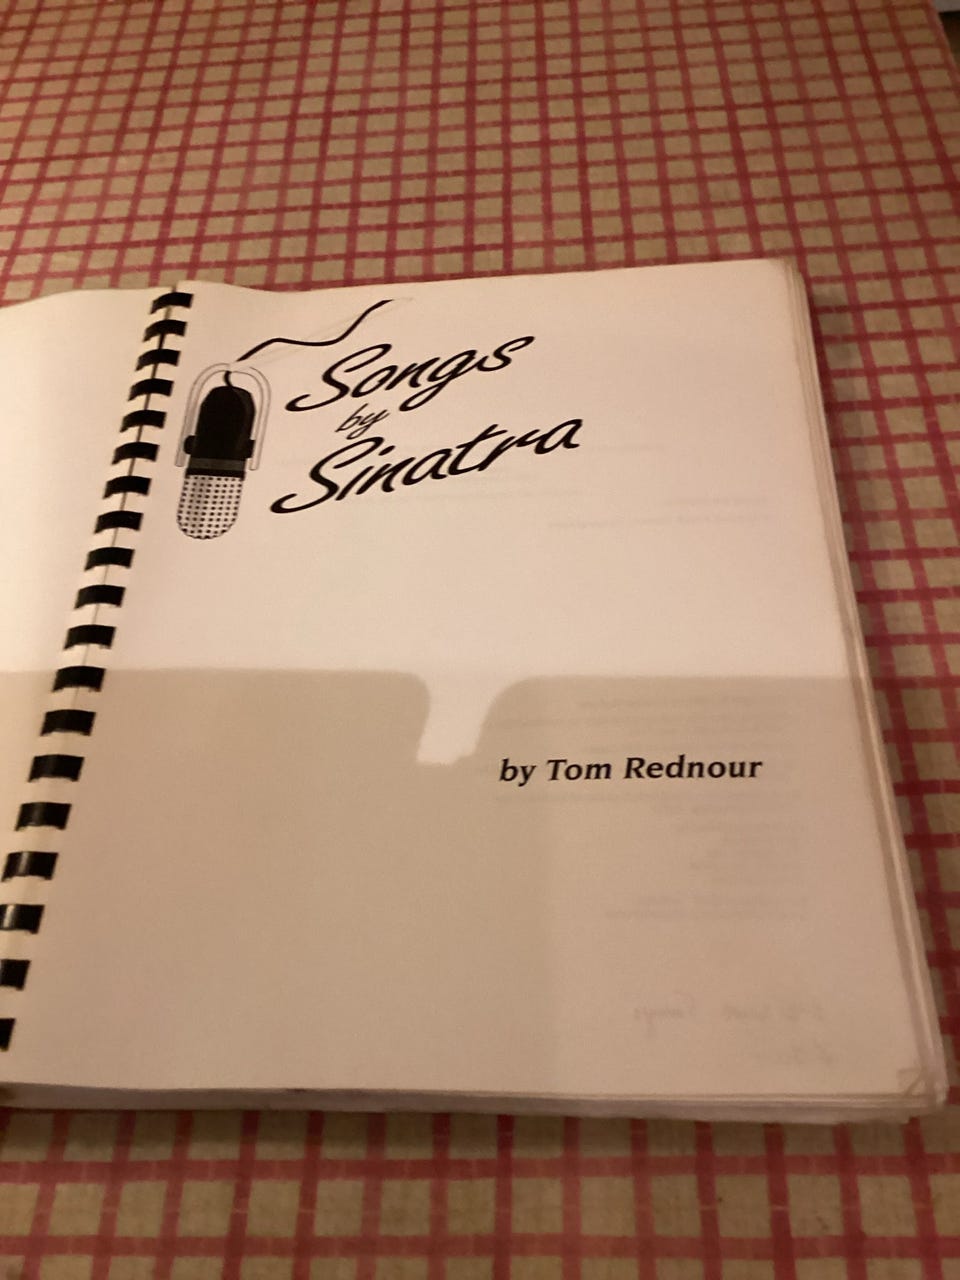 Songs
by
Sinatra
by Tom Rednour